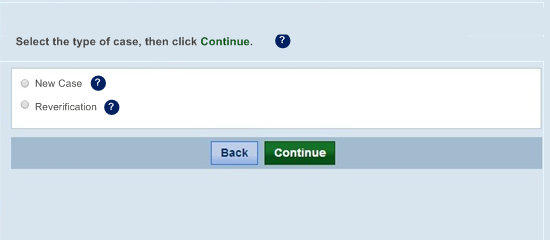 Select the type of case, then click Continue. ?
New Case ?
Reverification ?
Back Continue